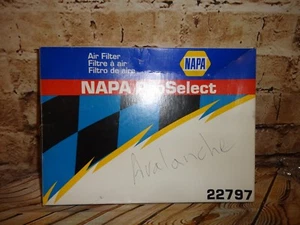 Air Filter
Filtre à air
Filtro de aire
NAPA
NAPA ProSelect
Avalanche
22797